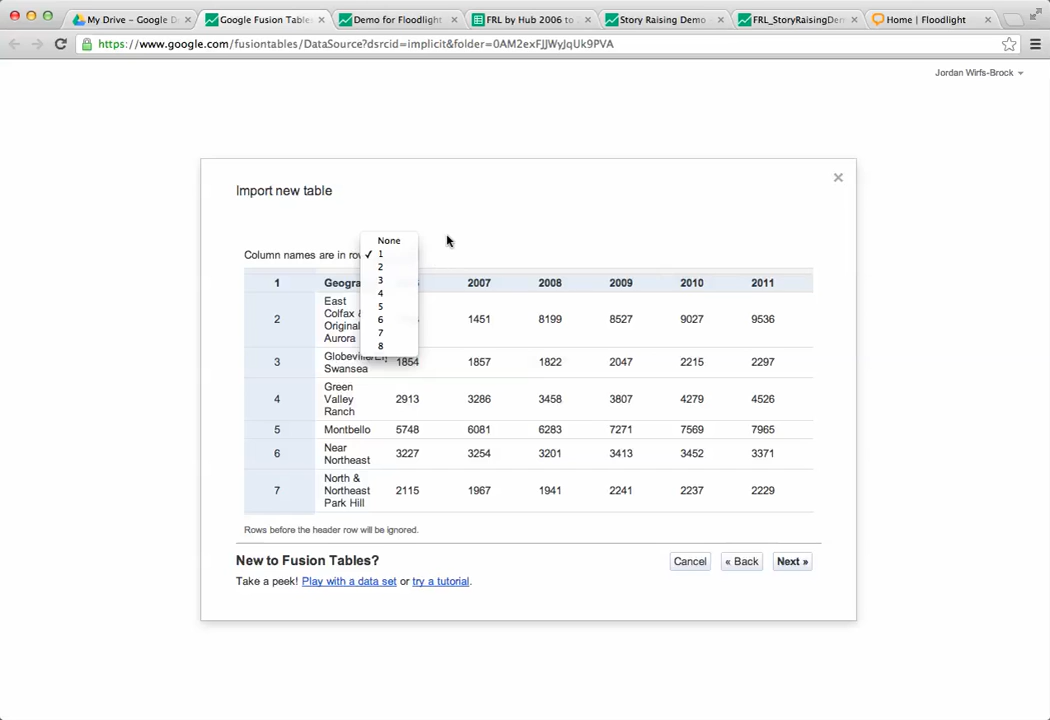 My Drive – Google D
Google Fusion Tables
Demo for Floodlight
FRL by Hub 2006 to
Story Raising Demo
FRL_StoryRaisingDem
Home | Floodlight
https://www.google.com/fusiontables/DataSource?dsrcid=implicit&folder=0AM2exFJJWyJqUk9PVA
Jordan Wirfs-Brock
Import new table
Column names are in row
None
1
2
3
4
5
6
7
8
1 Geogra 2007 2008 2009 2010 2011
2 East Colfax & Original Aurora 1451 8199 8527 9027 9536
3 Globeville/El Swansea 1854 1857 1822 2047 2215 2297
4 Green Valley Ranch 2913 3286 3458 3807 4279 4526
5 Montbello 5748 6081 6283 7271 7569 7965
6 Near Northeast 3227 3254 3201 3413 3452 3371
7 North & Northeast Park Hill 2115 1967 1941 2241 2237 2229
Rows before the header row will be ignored.
New to Fusion Tables?
Take a peek! Play with a data set or try a tutorial.
Cancel
« Back
Next »